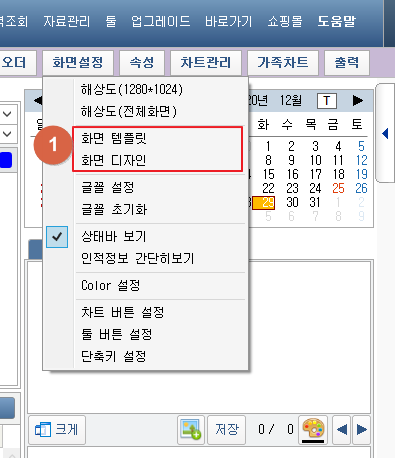 역조회 자료관리 툴 업그레이드 바로가기 쇼핑몰 도움말
오더 화면설정 속성 차트관리 가족차트 출력
해상도(1280*1024)
해상도(전체화면)
1
화면 템플릿
화면 디자인
글꼴 설정
글꼴 초기화
상태바 보기
인적정보 간단히보기
Color 설정
차트 버튼 설정
툴 버튼 설정
단축키 설정
20년 12월 T
화 수 목 금 토
1 2 3 4 5
8 9 10 11 12
15 16 17 18 19
22 23 24 25 26
29 30 31 1 2
5 6 7 8 9
크게 저장 0 / 0